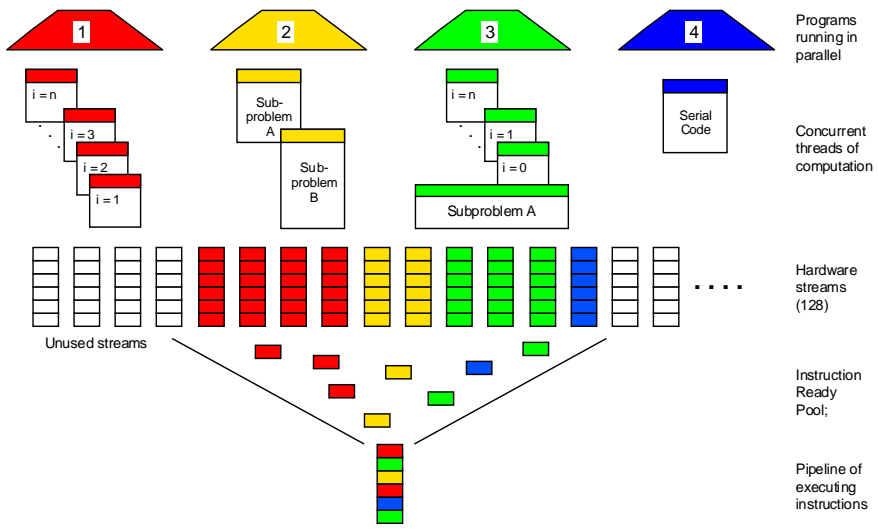 1
2
3
4
Programs
running in
parallel
i = n
. . .
i = 3
i = 2
i = 1
Sub-
problem
A
Sub-
problem
B
i = n
. . .
i = 1
i = 0
Subproblem A
Serial
Code
Concurrent
threads of
computation
Hardware
streams
(128)
. . . .
Unused streams
Instruction
Ready
Pool;
Pipeline of
executing
instructions